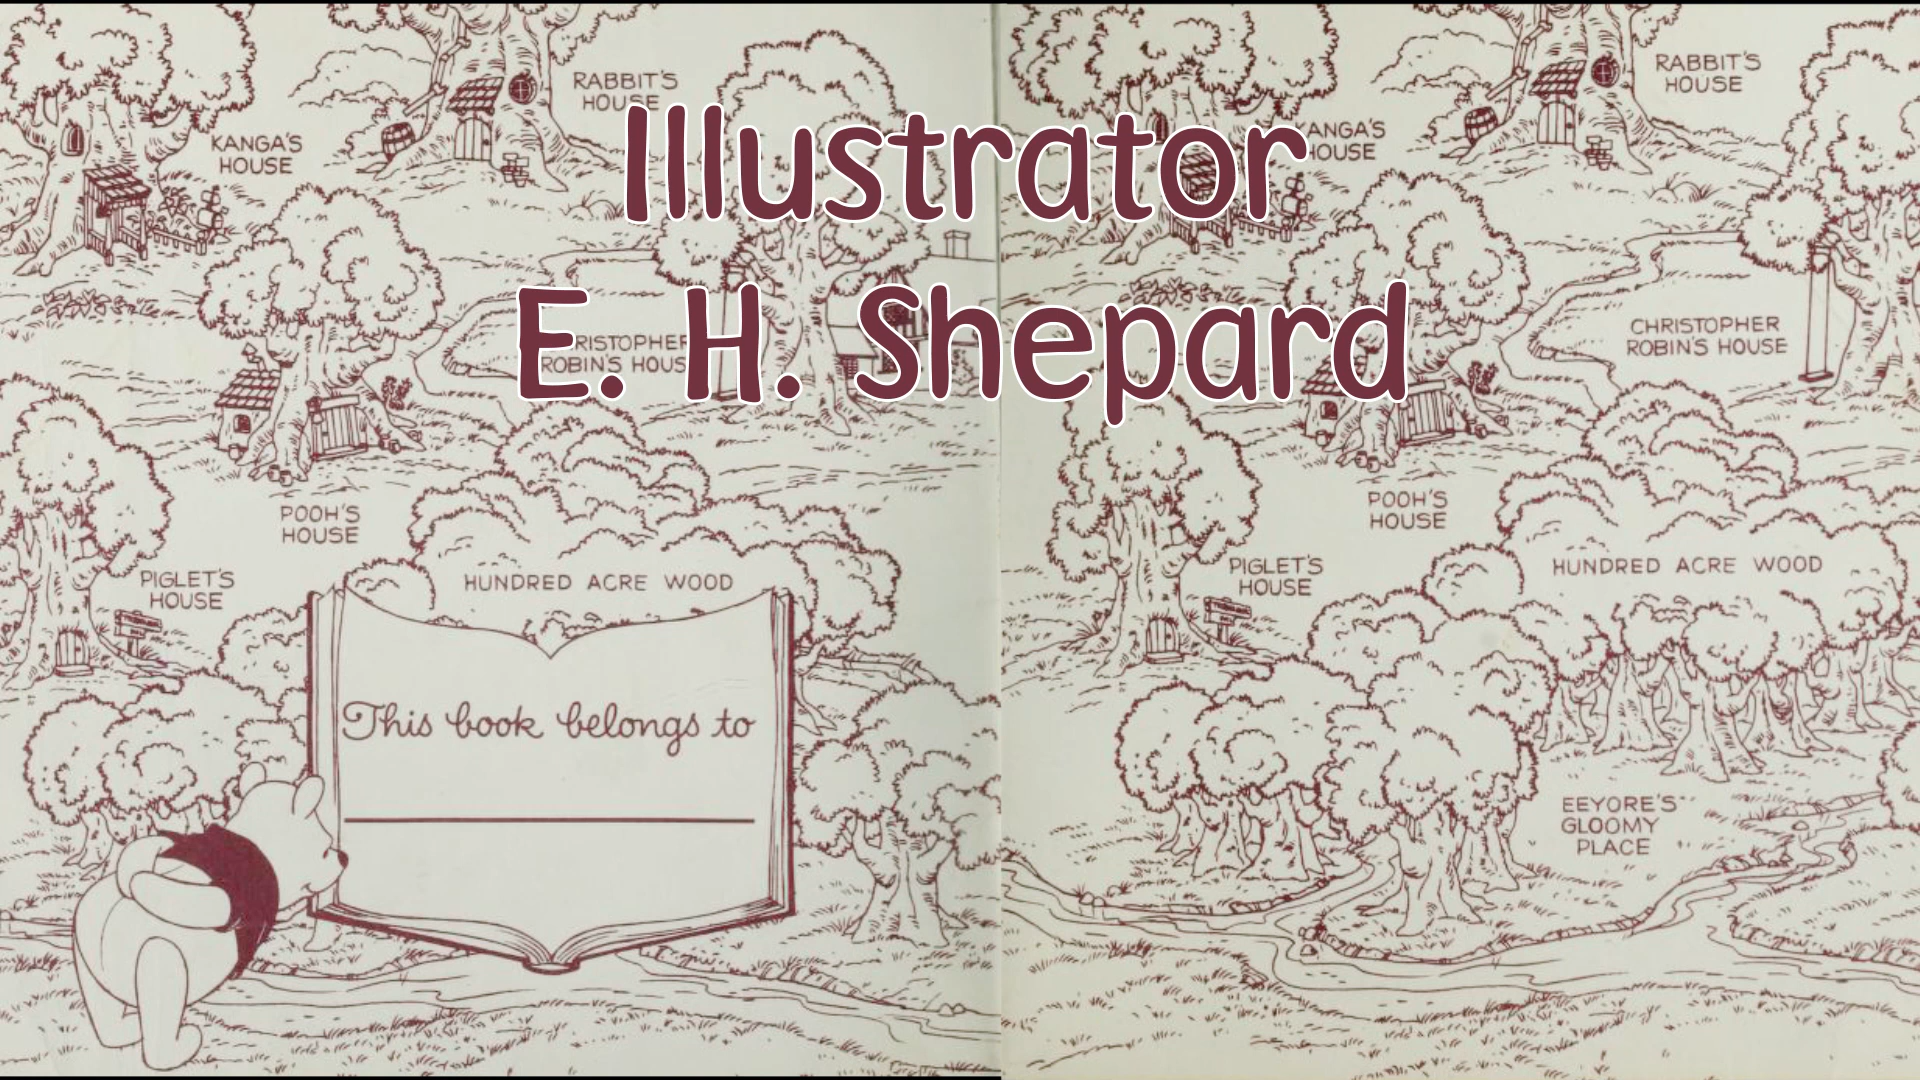 RABBIT'S
HOUSE
KANGA'S
HOUSE
Illustrator
E. H. Shepard
ROBIN'S HOUSE
POOH'S
HOUSE
PIGLET'S
HOUSE
HUNDRED ACRE WOOD
This book belongs to
RABBIT'S
HOUSE
KANGA'S
HOUSE
CHRISTOPHER
ROBIN'S HOUSE
POOH'S
HOUSE
PIGLET'S
HOUSE
HUNDRED ACRE WOOD
EEYORE'S
GLOOMY
PLACE